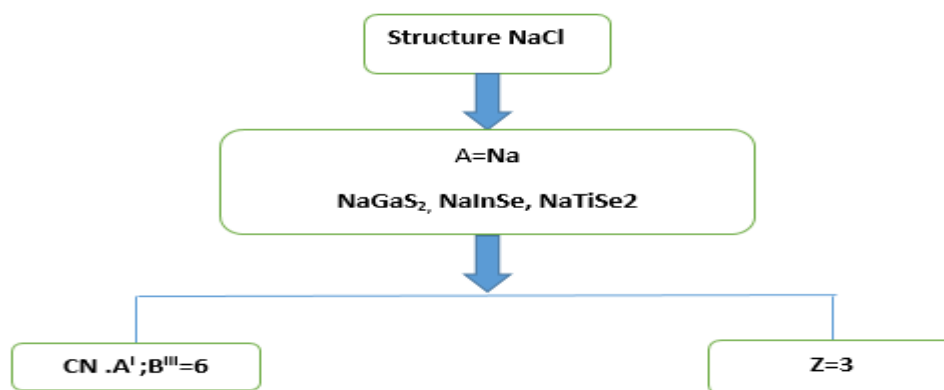 Structure NaCl
A=Na
NaGaS₂, NaInSe, NaTiSe2
CN .Aᴵ ;Bᴵᴵᴵ=6
Z=3